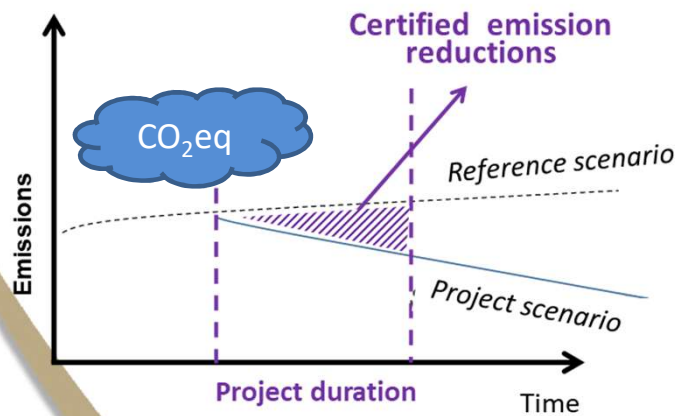 Certified emission
reductions
CO₂eq
Reference scenario
Emissions
Project scenario
Project duration
Time